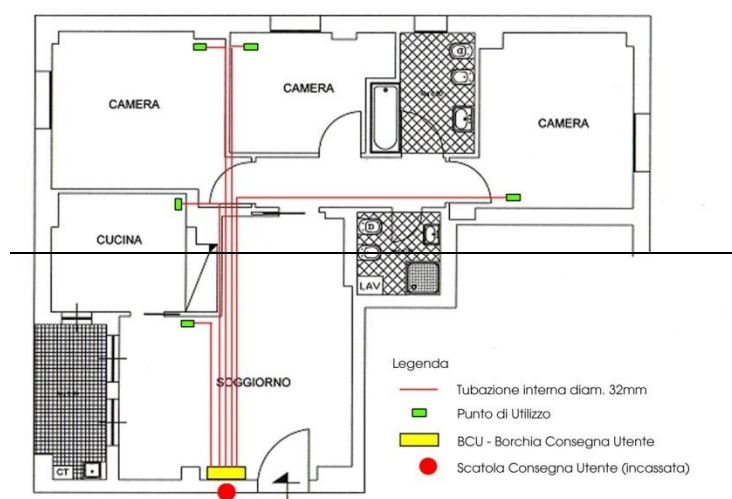 CAMERA
CAMERA
CAMERA
CUCINA
LAV
SOGGIORNO
CT
Legenda
Tubazione interna diam. 32mm
Punto di Utilizzo
BCU - Borchia Consegna Utente
Scatola Consegna Utente (incassata)